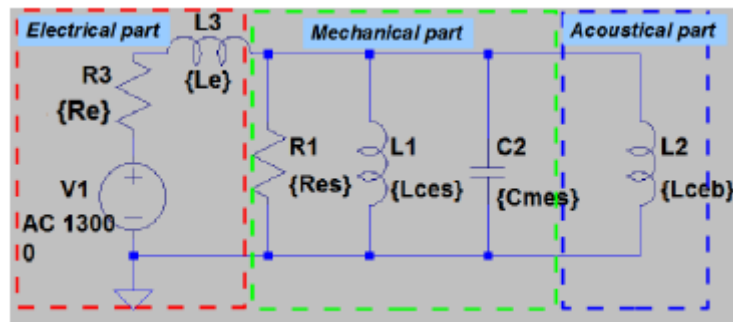 Electrical part
L3
Mechanical part
Acoustical part
R3
{Le}
{Re}
R1
L1
C2
L2
V1
{Res}
{Lces}
{Cmes}
{Lceb}
AC 1300
0